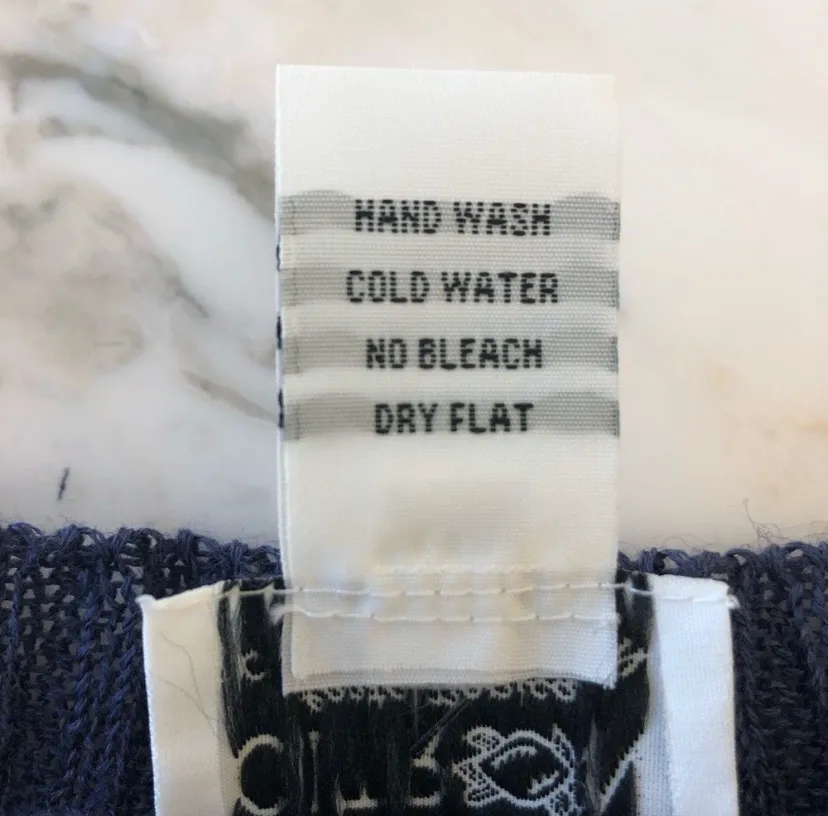 HAND WASH
COLD WATER
NO BLEACH
DRY FLAT